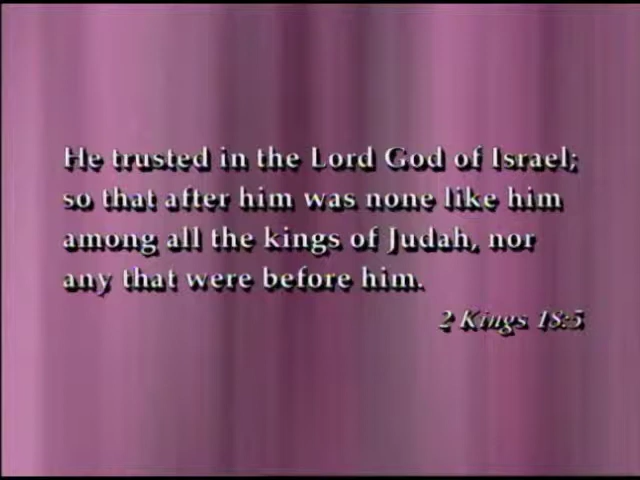 He trusted in the Lord God of Israel;
so that after him was none like him
among all the kings of Judah, nor
any that were before him.
2 Kings 18:5